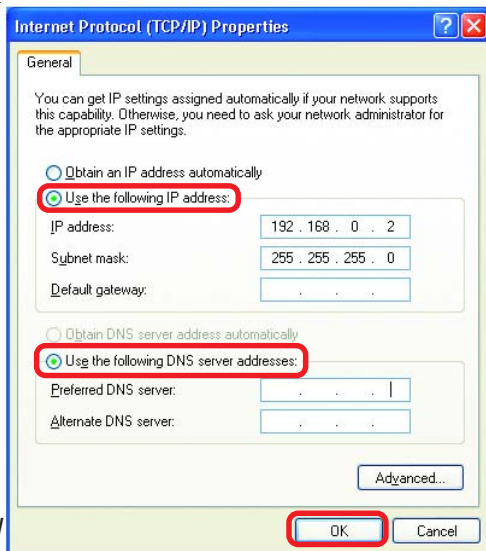 Internet Protocol (TCP/IP) Properties
General
You can get IP settings assigned automatically if your network supports
this capability. Otherwise, you need to ask your network administrator for
the appropriate IP settings.
Obtain an IP address automatically
Use the following IP address:
IP address: 192 . 168 . 0 . 2
Subnet mask: 255 . 255 . 255 . 0
Default gateway: . . .
Obtain DNS server address automatically
Use the following DNS server addresses:
Preferred DNS server: . . .
Alternate DNS server: . . .
Advanced...
OK Cancel